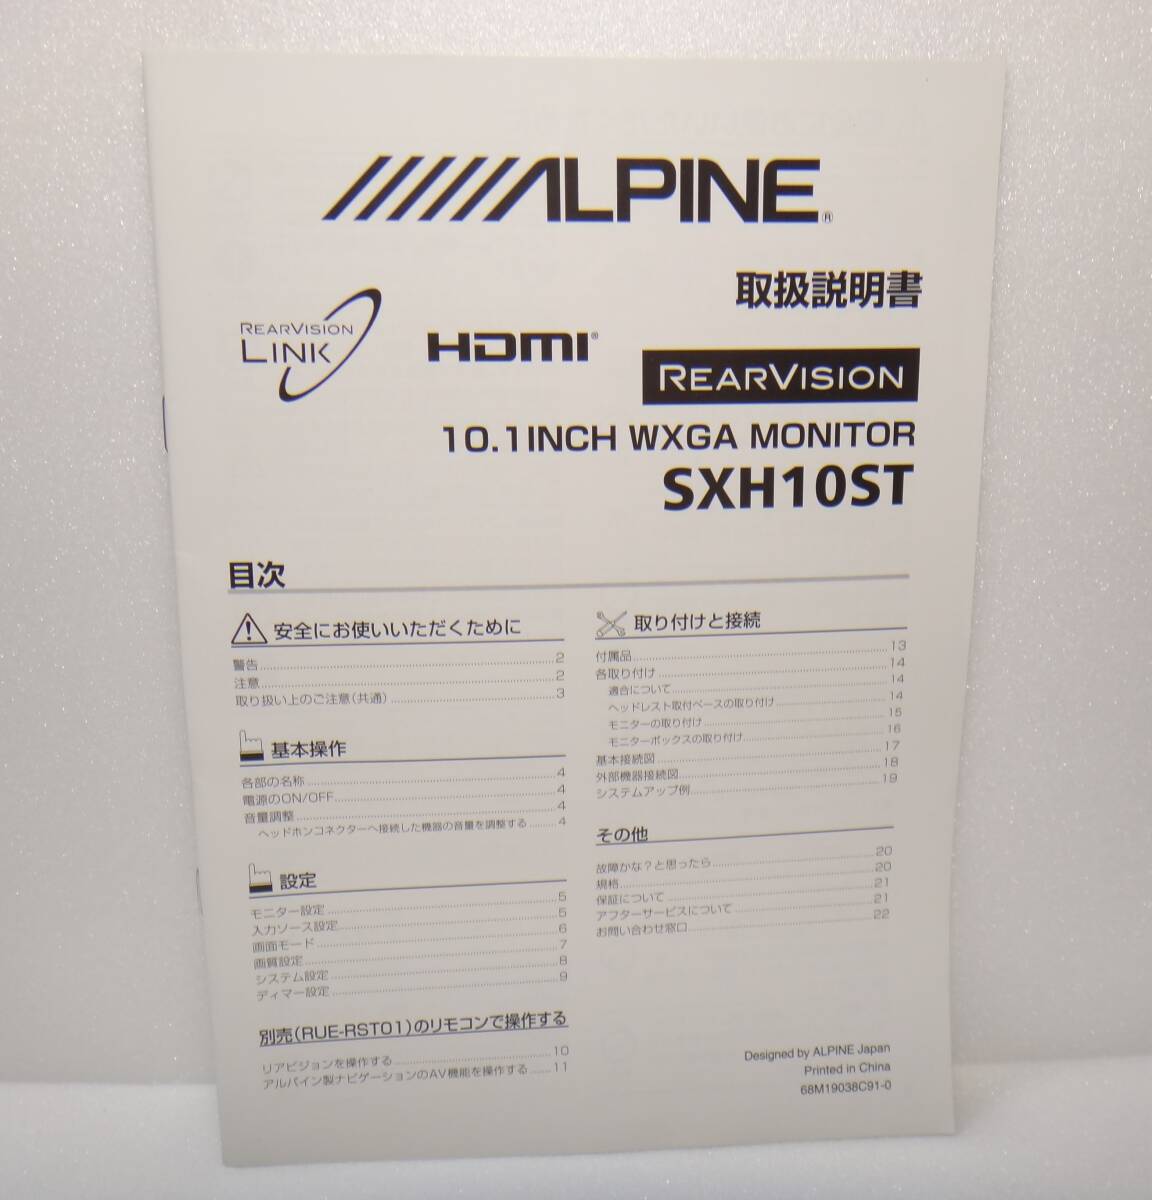 ALPINE®
取扱説明書
REARVISION
LINK
HDMI®
REARVISION
10.1INCH WXGA MONITOR
SXH10ST
目次
安全にお使いいただくために
警告 2
注意 2
取り扱い上のご注意(共通) 3
基本操作
各部の名称 4
電源のON/OFF 4
音量調整 4
ヘッドホンコネクターへ接続した機器の音量を調整する 4
設定
モニター設定 5
入力ソース設定 5
画面モード 6
画質設定 7
システム設定 8
ディマー設定 9
別売(RUE-RST01)のリモコンで操作する
リアビジョンを操作する 10
アルパイン製ナビゲーションのAV機能を操作する 11
取り付けと接続
付属品 13
各取り付け 14
適合について 14
ヘッドレスト取付ベースの取り付け 14
モニターの取り付け 15
モニターボックスの取り付け 16
基本接続図 17
外部機器接続図 18
システムアップ例 19
その他
故障かな?と思ったら 20
規格 20
保証について 21
アフターサービスについて 21
お問い合わせ窓口 22
Designed by ALPINE Japan
Printed in China
68M19038C91-0